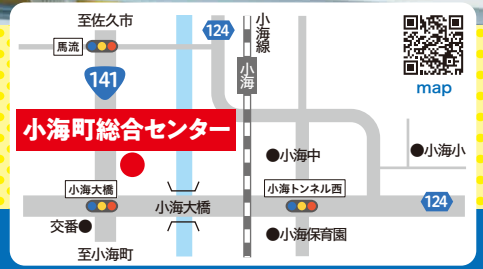 至佐久市
124
小海線
馬流
141
小海
map
小海町総合センター
小海中
小海小
小海大橋
小海大橋
小海トンネル西
124
交番
小海保育園
至小海町